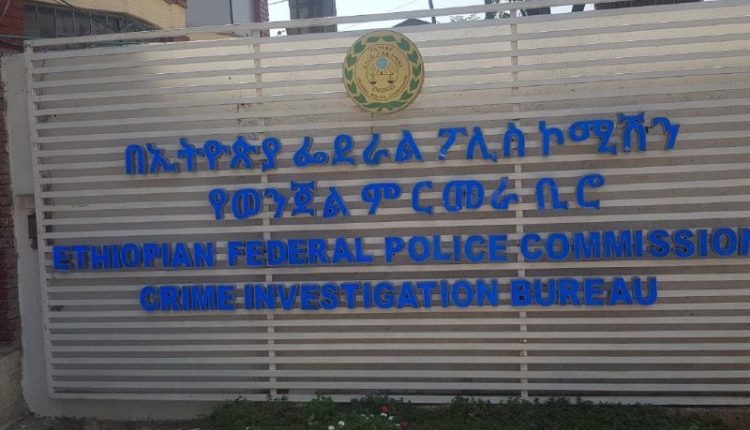 በኢትዮጵያ ፌደራል ፖሊስ ኮሚሽን
የወንጀል ምርመራ ቢሮ
ETHIOPIAN FEDERAL POLICE COMMISSION
CRIME INVESTIGATION BUREAU